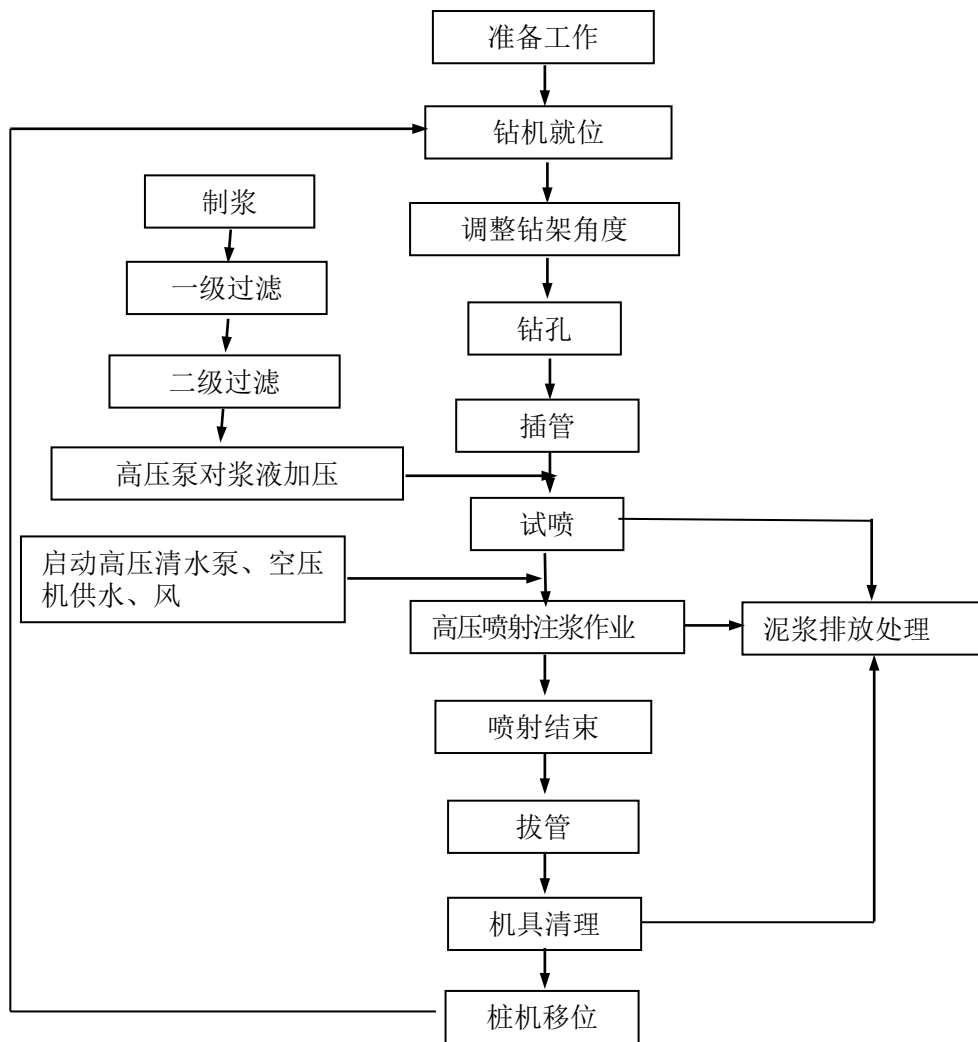 准备工作
钻机就位
制浆
调整钻架角度
一级过滤
钻孔
二级过滤
插管
高压泵对浆液加压
试喷
启动高压清水泵、空压
机供水、风
高压喷射注浆作业
泥浆排放处理
喷射结束
拔管
机具清理
桩机移位